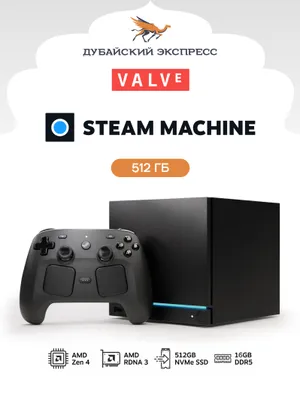 ДУБАЙСКИЙ ЭКСПРЕСС
VALVE
STEAM MACHINE
512 ГБ
AMD
Zen 4
AMD
RDNA 3
512GB
NVMe SSD
16GB
DDR5